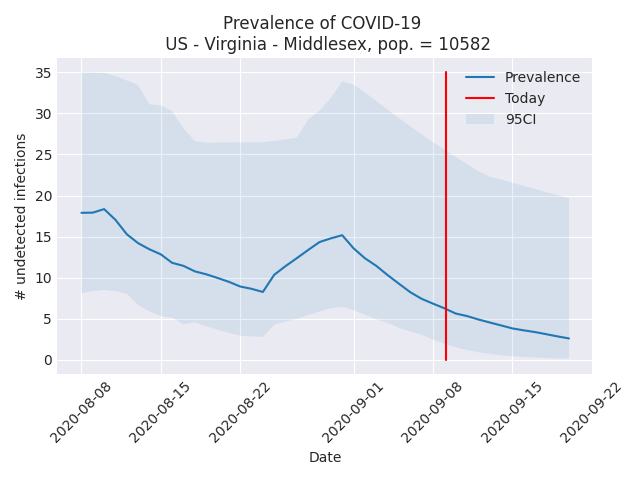 Prevalence of COVID-19
US - Virginia - Middlesex, pop. = 10582
35
30
25
20
15
10
5
0
# undetected infections
Prevalence
Today
95CI
2020-08-08
2020-08-15
2020-08-22
2020-09-01
2020-09-08
2020-09-15
2020-09-22
Date